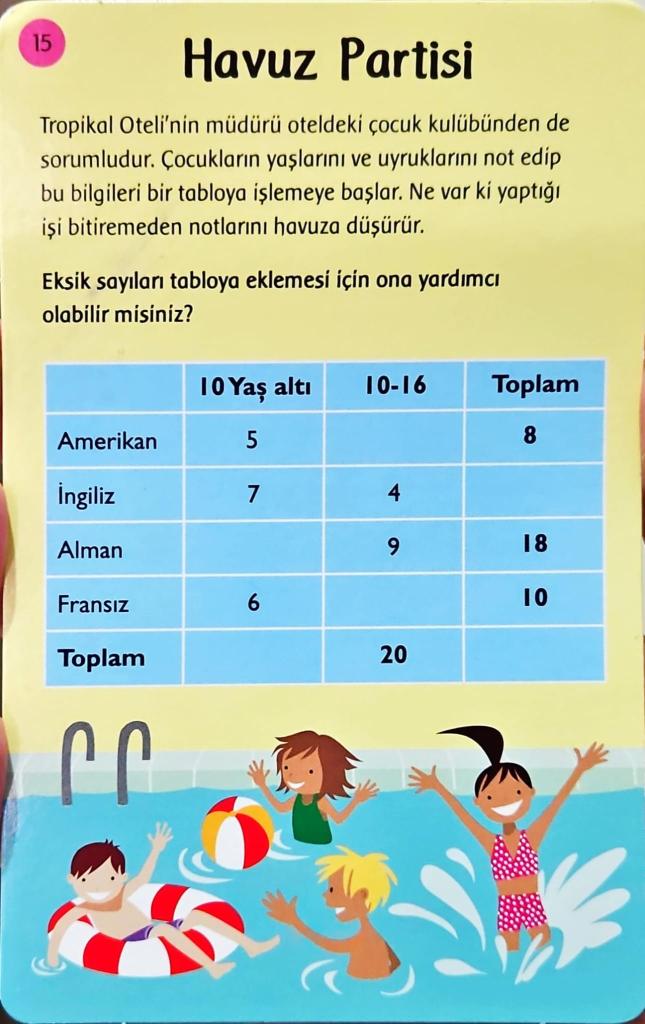 15
Havuz Partisi
Tropikal Oteli'nin müdürü oteldeki çocuk kulübünden de
sorumludur. Çocukların yaşlarını ve uyruklarını not edip
bu bilgileri bir tabloya işlemeye başlar. Ne var ki yaptığı
işi bitiremeden notlarını havuza düşürür.
Eksik sayıları tabloya eklemesi için ona yardımcı
olabilir misiniz?
10 Yaş altı 10-16 Toplam
Amerikan 5 8
İngiliz 7 4
Alman 9 18
Fransız 6 10
Toplam 20